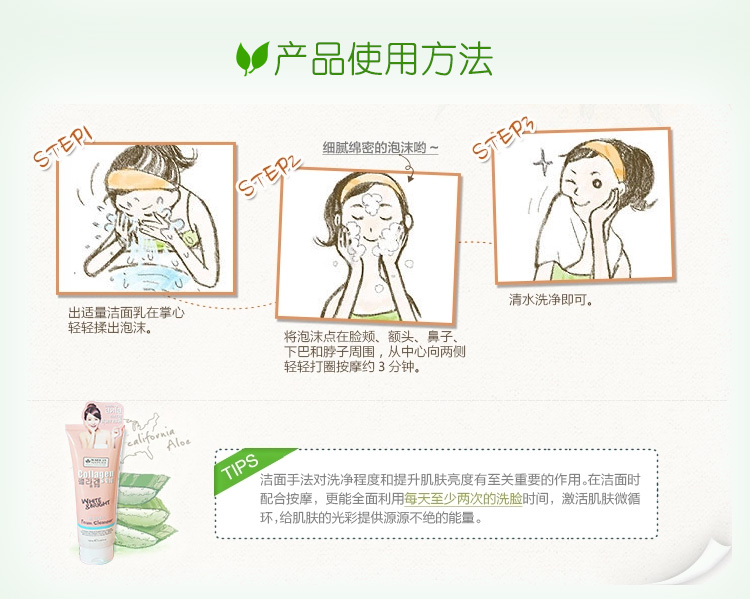 产品使用方法
STEP1
出适量洁面乳在掌心
轻轻揉出泡沫。
STEP2
细腻绵密的泡沫哟~
将泡沫点在脸颊、额头、鼻子、
下巴和脖子周围，从中心向两侧
轻轻打圈按摩约3分钟。
STEP3
清水洗净即可。
california
Aloe
Collagen
콜라겐
WHITE
&BRIGHT
Foam Cleanser
TIPS
洁面手法对洗净程度和提升肌肤亮度有至关重要的作用。在洁面时
配合按摩，更能全面利用每天至少两次的洗脸时间，激活肌肤微循
环，给肌肤的光彩提供源源不绝的能量。